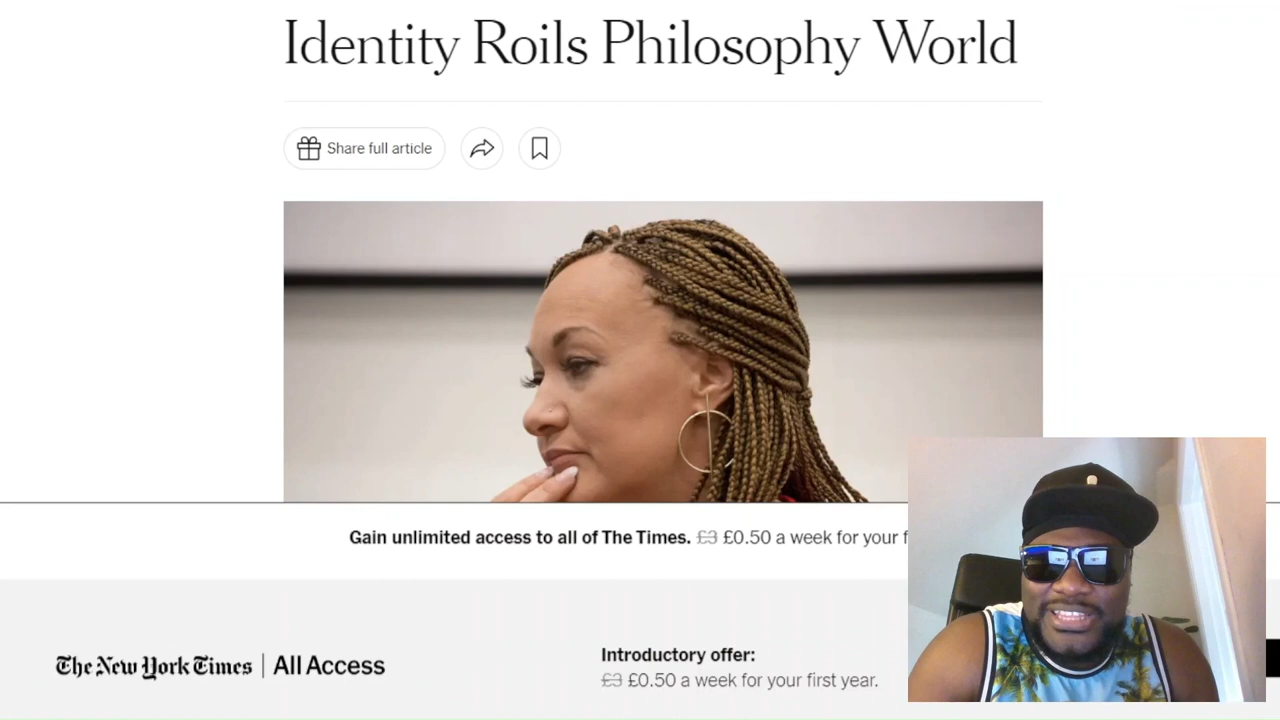 Identity Roils Philosophy World
Share full article
Gain unlimited access to all of The Times. £3 £0.50 a week for your f
The New York Times | All Access
Introductory offer:
£3 £0.50 a week for your first year.